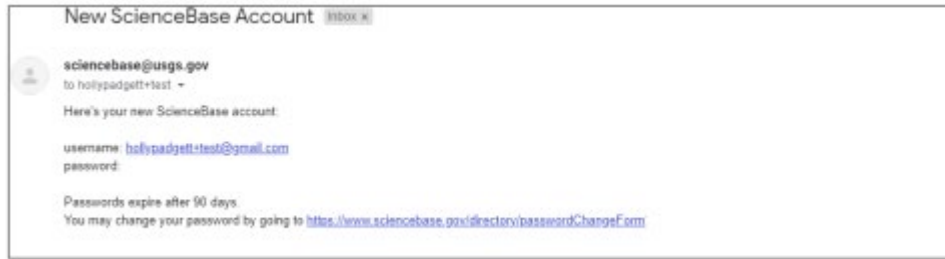 New ScienceBase Account Inbox x
sciencebase@usgs.gov
to hollypadgett+test
Here's your new ScienceBase account:
username: hollypadgett+test@gmail.com
password:
Passwords expire after 90 days.
You may change your password by going to https://www.sciencebase.gov/directory/passwordChangeForm